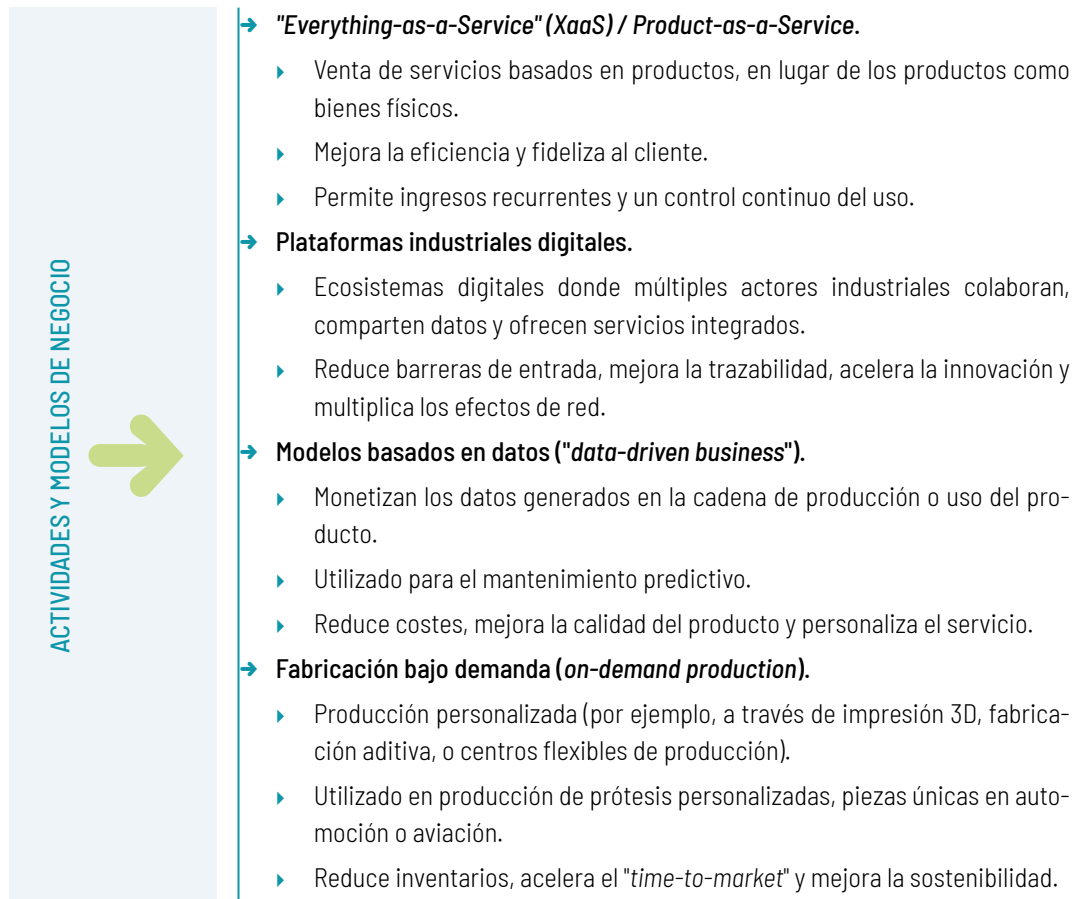 ACTIVIDADES Y MODELOS DE NEGOCIO
"Everything-as-a-Service" (XaaS) / Product-as-a-Service.
Venta de servicios basados en productos, en lugar de los productos como
bienes físicos.
Mejora la eficiencia y fideliza al cliente.
Permite ingresos recurrentes y un control continuo del uso.
Plataformas industriales digitales.
Ecosistemas digitales donde múltiples actores industriales colaboran,
comparten datos y ofrecen servicios integrados.
Reduce barreras de entrada, mejora la trazabilidad, acelera la innovación y
multiplica los efectos de red.
Modelos basados en datos ("data-driven business").
Monetizan los datos generados en la cadena de producción o uso del pro-
ducto.
Utilizado para el mantenimiento predictivo.
Reduce costes, mejora la calidad del producto y personaliza el servicio.
Fabricación bajo demanda (on-demand production).
Producción personalizada (por ejemplo, a través de impresión 3D, fabrica-
ción aditiva, o centros flexibles de producción).
Utilizado en producción de prótesis personalizadas, piezas únicas en auto-
moción o aviación.
Reduce inventarios, acelera el "time-to-market" y mejora la sostenibilidad.